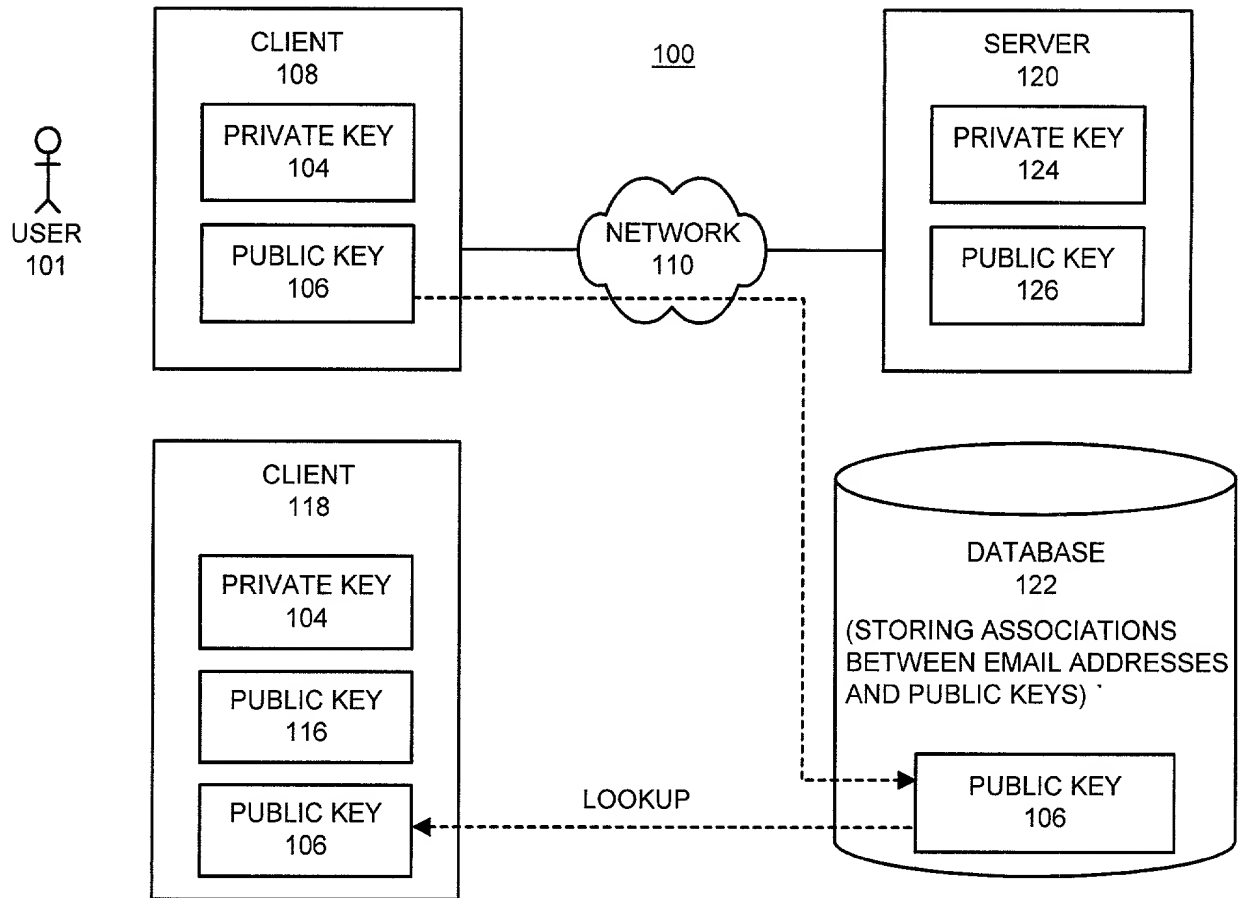 100
CLIENT
108
PRIVATE KEY
104
PUBLIC KEY
106
USER
101
NETWORK
110
SERVER
120
PRIVATE KEY
124
PUBLIC KEY
126
CLIENT
118
PRIVATE KEY
104
PUBLIC KEY
116
PUBLIC KEY
106
LOOKUP
DATABASE
122
(STORING ASSOCIATIONS
BETWEEN EMAIL ADDRESSES
AND PUBLIC KEYS)
PUBLIC KEY
106